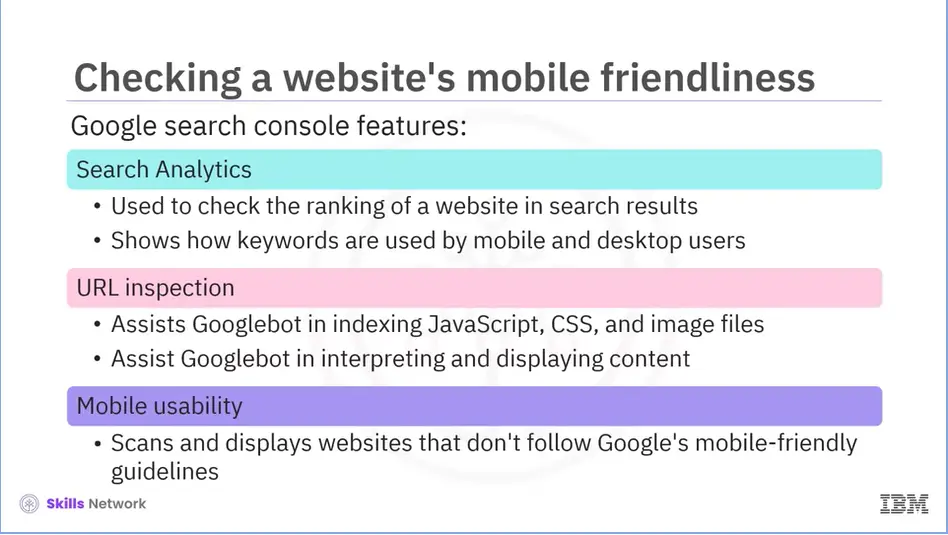 Checking a website's mobile friendliness
Google search console features:
Search Analytics
• Used to check the ranking of a website in search results
• Shows how keywords are used by mobile and desktop users
URL inspection
• Assists Googlebot in indexing JavaScript, CSS, and image files
• Assist Googlebot in interpreting and displaying content
Mobile usability
• Scans and displays websites that don't follow Google's mobile-friendly
guidelines
Skills Network
IBM